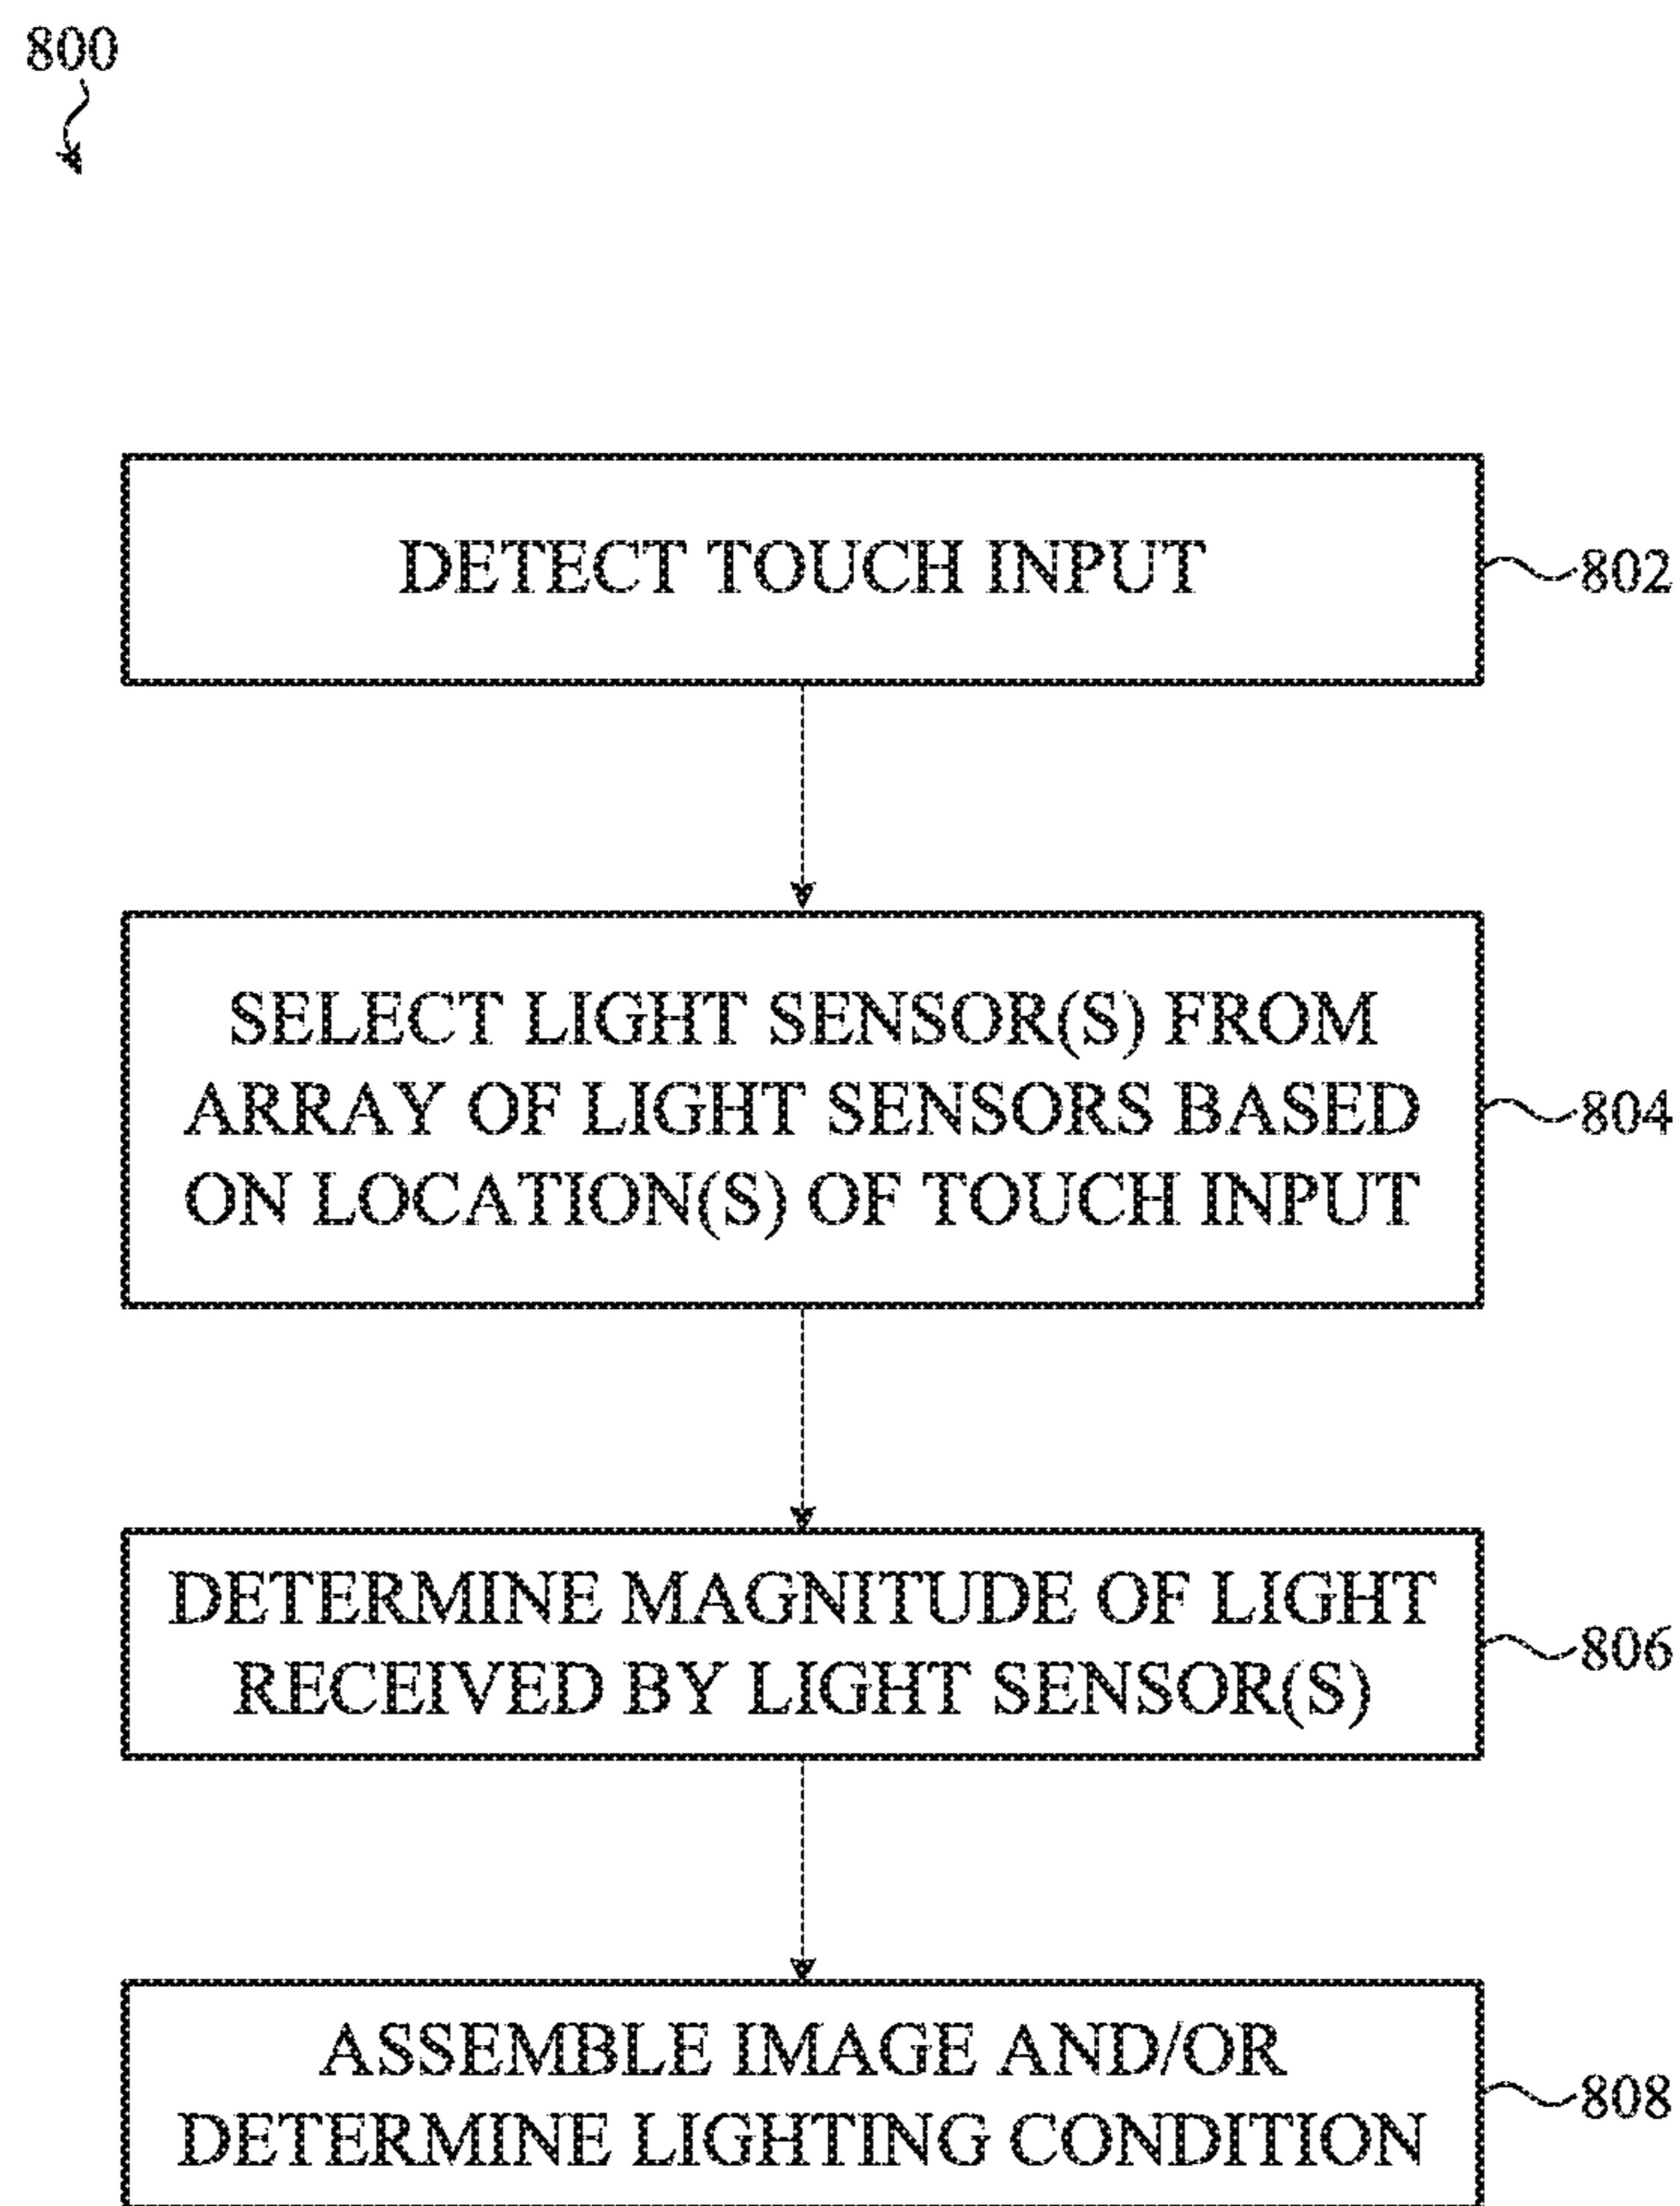 800
DETECT TOUCH INPUT
802
SELECT LIGHT SENSOR(S) FROM
ARRAY OF LIGHT SENSORS BASED
ON LOCATION(S) OF TOUCH INPUT
804
DETERMINE MAGNITUDE OF LIGHT
RECEIVED BY LIGHT SENSOR(S)
806
ASSEMBLE IMAGE AND/OR
DETERMINE LIGHTING CONDITION
808